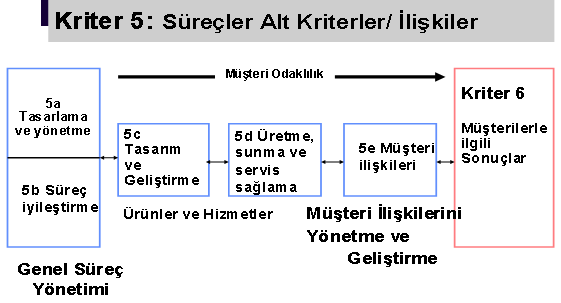 Kriter 5: Süreçler Alt Kriterler/ İlişkiler
Müşteri Odaklılık
5a
Tasarlama
ve yönetme
5b Süreç
iyileştirme
5c
Tasarım
ve
Geliştirme
5d Üretme,
sunma ve
servis
sağlama
5e Müşteri
ilişkileri
Kriter 6
Müşterilerle
ilgili
Sonuçlar
Ürünler ve Hizmetler
Müşteri İlişkilerini
Yönetme ve
Geliştirme
Genel Süreç
Yönetimi